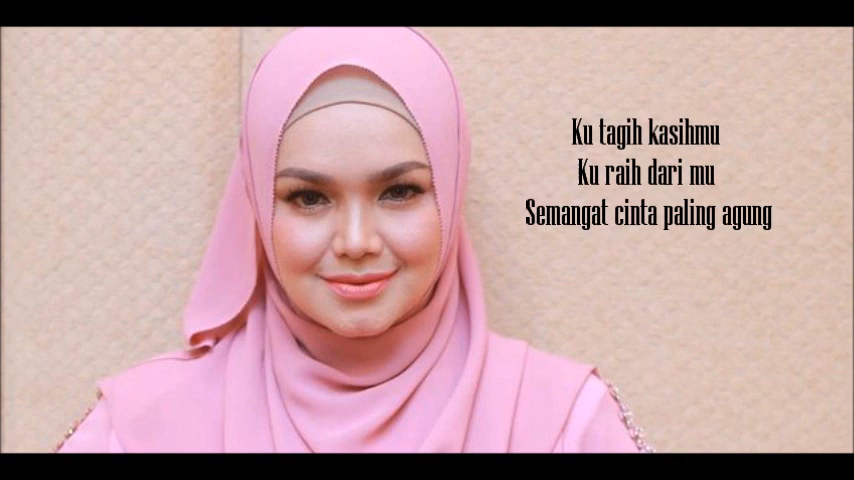 Ku tagih kasihmu
Ku raih dari mu
Semangat cinta paling agung